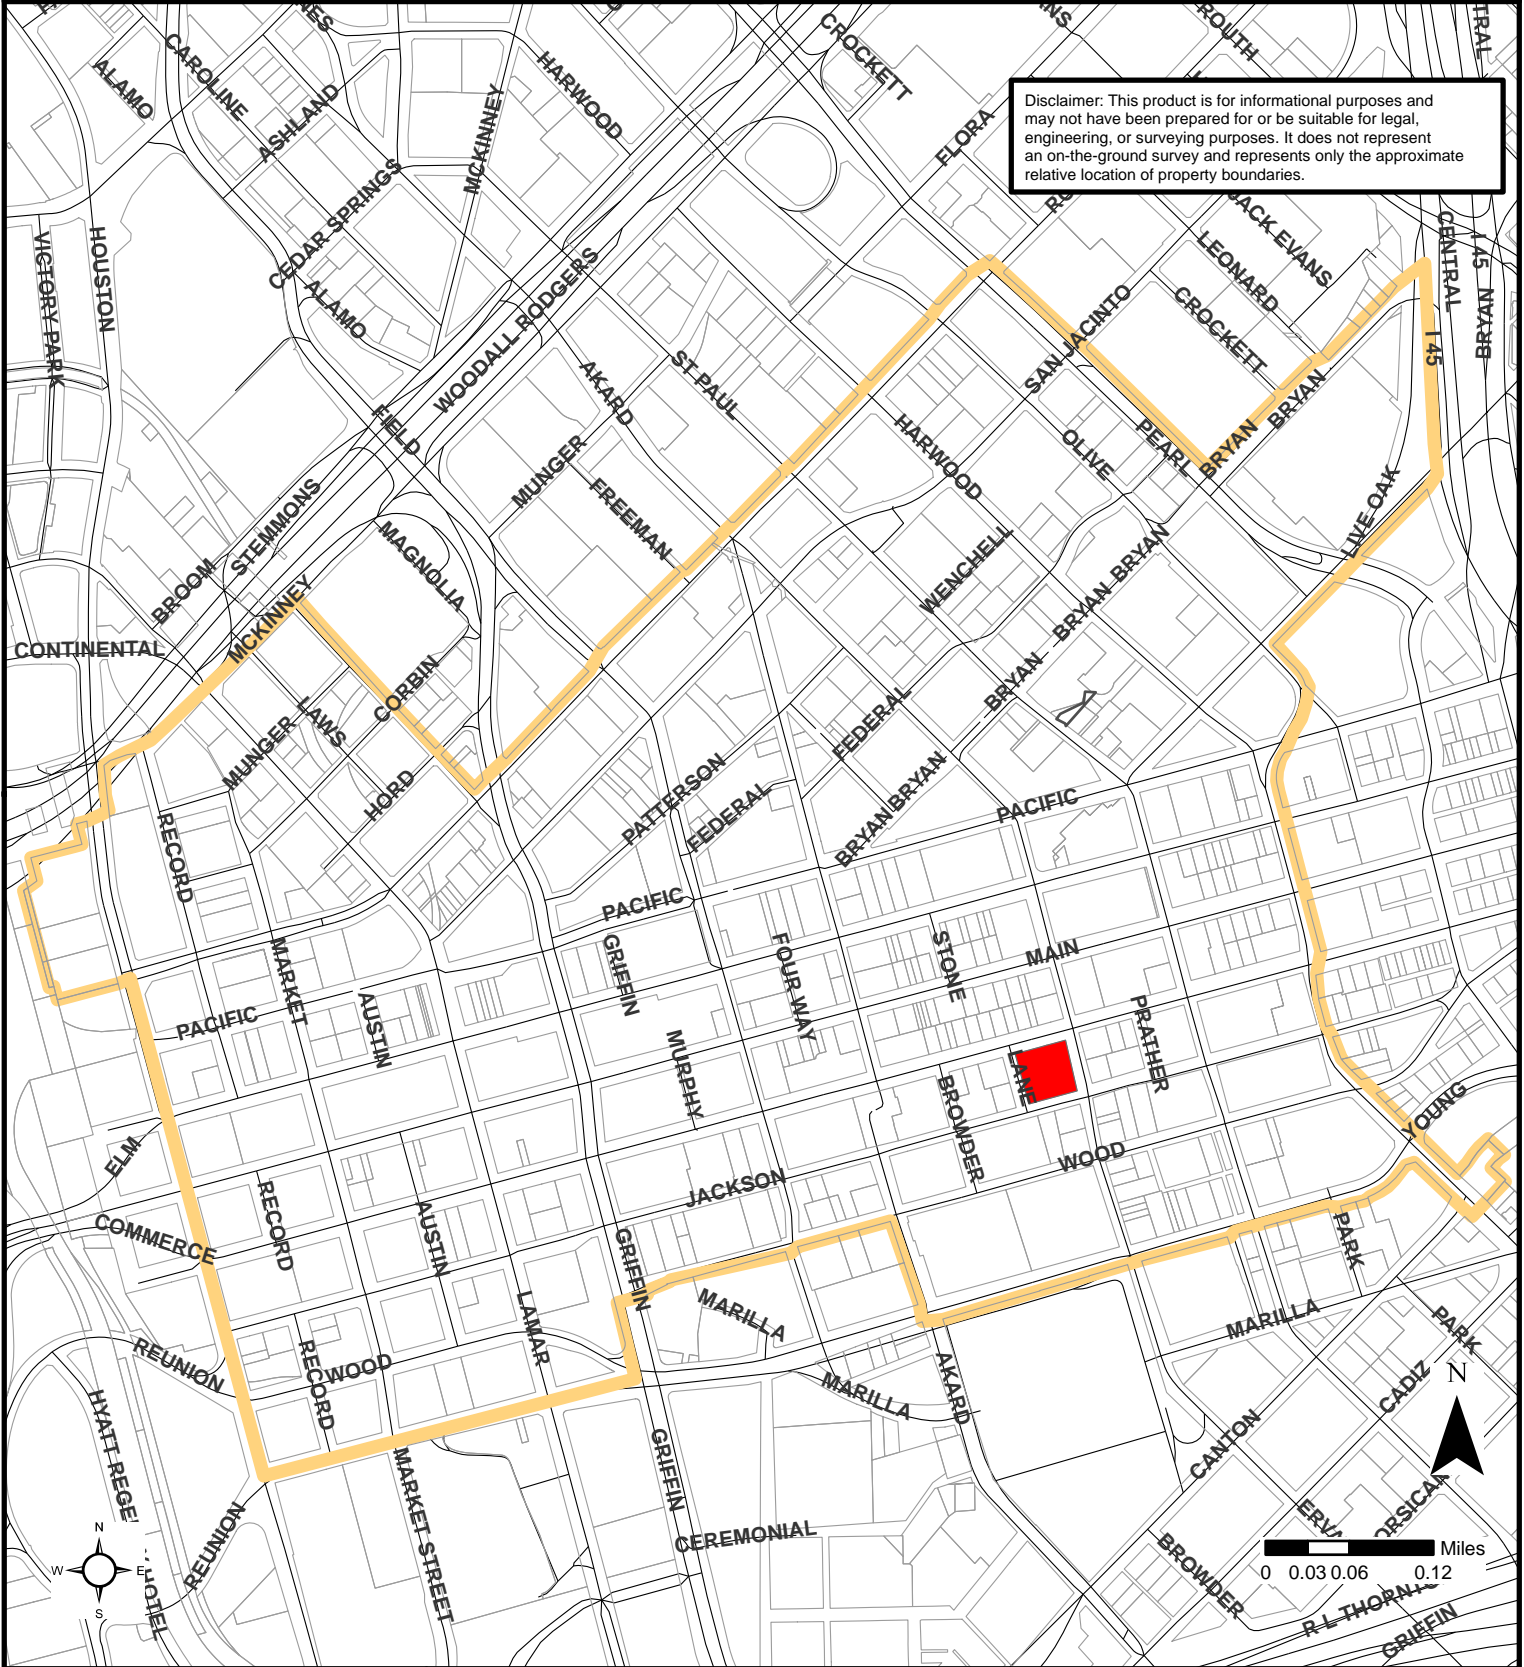 CROCKETT
CAROLINE
ALAMO
HARWOOD
ASHLAND
MCKINNEY
Disclaimer: This product is for informational purposes and
may not have been prepared for or be suitable for legal,
engineering, or surveying purposes. It does not represent
an on-the-ground survey and represents only the approximate
relative location of property boundaries.
FLORA
CEDAR SPRINGS
JACK EVANS
LEONARD
CENTRAL
I 45
HOUSTON
VICTORY PARK
ALAMO
WOODALL RODGERS
SAN JACINTO
CROCKETT
BRYAN
I 45
AKARD
ST PAUL
FIELD
BRYAN
HARWOOD
OLIVE
PEARL
BRYAN
MUNGER
FREEMAN
LIVE OAK
STEMMONS
BROOM
MAGNOLIA
WENCHELL
BRYAN
BRYAN
MCKINNEY
CONTINENTAL
BRYAN
CORBIN
LAWS
MUNGER
FEDERAL
HORD
PATTERSON
FEDERAL
BRYAN
BRYAN
PACIFIC
RECORD
PACIFIC
MARKET
GRIFFIN
FOUR WAY
STONE
MAIN
AUSTIN
PACIFIC
PRATHER
MURPHY
LANE
BROWDER
YOUNG
ELM
WOOD
JACKSON
RECORD
AUSTIN
COMMERCE
GRIFFIN
PARK
MARILLA
LAMAR
MARILLA
PARK
REUNION
RECORD
WOOD
AKARD
MARILLA
CADIZ
N
CANTON
GRIFFIN
MARKET STREET
REUNION
CEREMONIAL
BROWDER
N
W
E
S
HOTEL
Miles
0 0.03 0.06 0.12
GRIFFIN